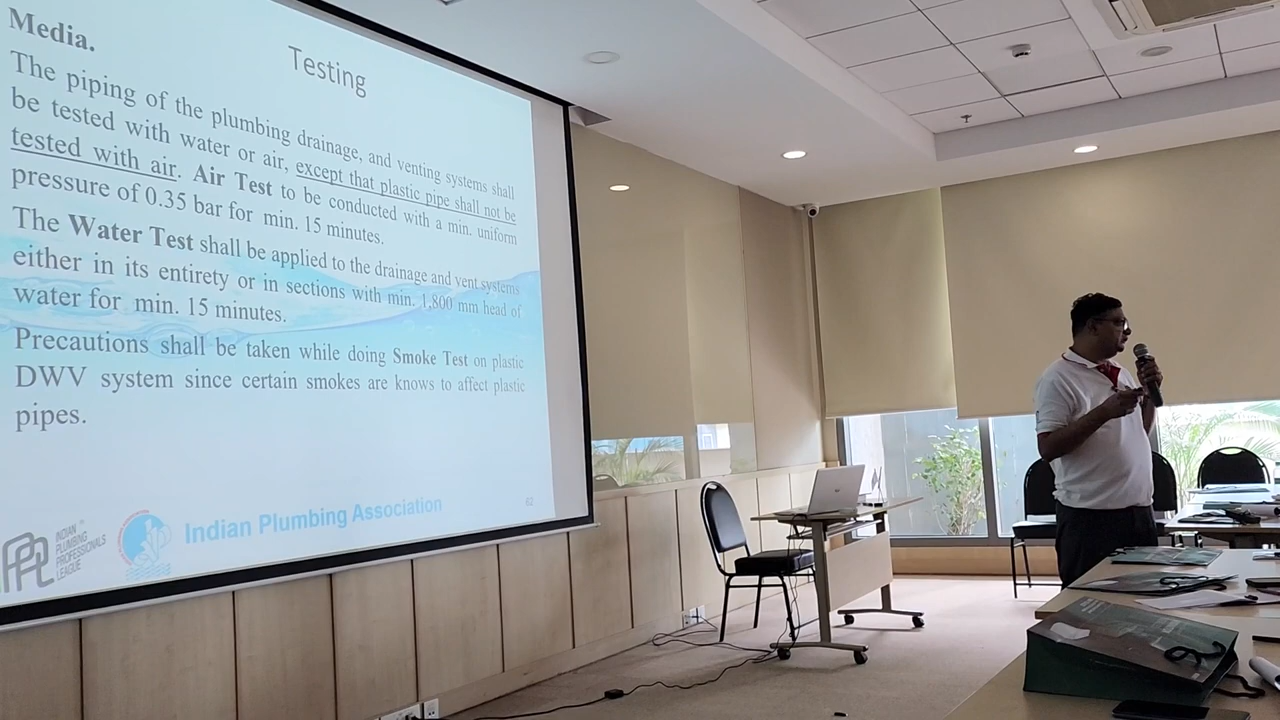 Testing
Media.
The piping of the plumbing drainage, and venting systems shall
be tested with water or air, except that plastic pipe shall not be
tested with air. Air Test to be conducted with a min. uniform
pressure of 0.35 bar for min. 15 minutes.
The Water Test shall be applied to the drainage and vent systems
either in its entirety or in sections with min. 1,800 mm head of
water for min. 15 minutes.
Precautions shall be taken while doing Smoke Test on plastic
DWV system since certain smokes are knows to affect plastic
pipes.
INDIAN
PLUMBING
PROFESSIONALS
LEAGUE
Indian Plumbing Association
62